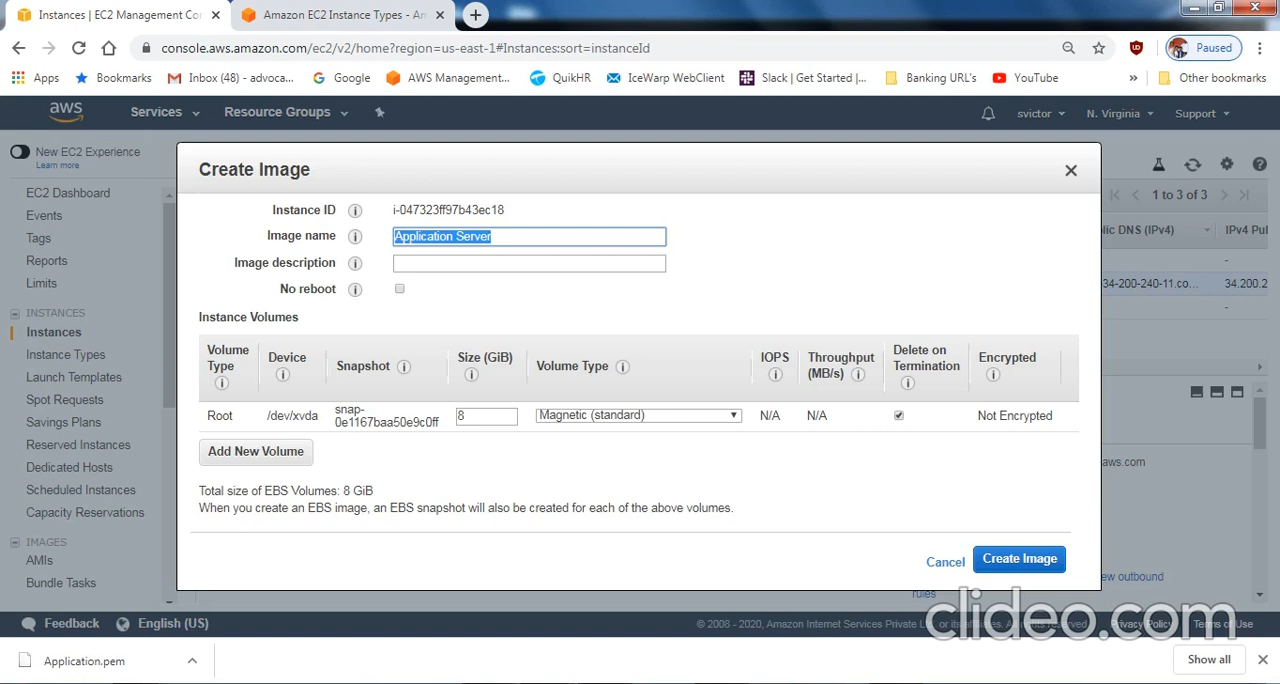 Instances | EC2 Management Con
Amazon EC2 Instance Types - Am
console.aws.amazon.com/ec2/v2/home?region=us-east-1#Instances:sort=instanceId
Paused
Apps
Bookmarks
Inbox (48) - advoca...
Google
AWS Management...
QuikHR
IceWarp WebClient
Slack | Get Started |...
Banking URL's
YouTube
»
Other bookmarks
aws
Services
Resource Groups
svictor
N. Virginia
Support
New EC2 Experience
Learn more
EC2 Dashboard
Events
Tags
Reports
Limits
INSTANCES
Instances
Instance Types
Launch Templates
Spot Requests
Savings Plans
Reserved Instances
Dedicated Hosts
Scheduled Instances
Capacity Reservations
IMAGES
AMIs
Bundle Tasks
Create Image
Instance ID i-047323ff97b43ec18
Image name Application Server
Image description
No reboot
Instance Volumes
Volume Type
Device
Snapshot
Size (GiB)
Volume Type
IOPS
Throughput (MB/s)
Delete on Termination
Encrypted
Root
/dev/xvda
snap-
0e1167baa50e9c0ff
8
Magnetic (standard)
N/A
N/A
Not Encrypted
Add New Volume
Total size of EBS Volumes: 8 GiB
When you create an EBS image, an EBS snapshot will also be created for each of the above volumes.
Cancel
Create Image
1 to 3 of 3
lic DNS (IPv4)
IPv4 Pul
-
34-200-240-11.co...
34.200.2
-
aws.com
ew outbound
rules
Feedback
English (US)
© 2008 - 2020, Amazon Internet Services Private Ltd. or its affiliates. All rights reserved.
Privacy Policy
Terms of Use
clideo.com
Application.pem
Show all